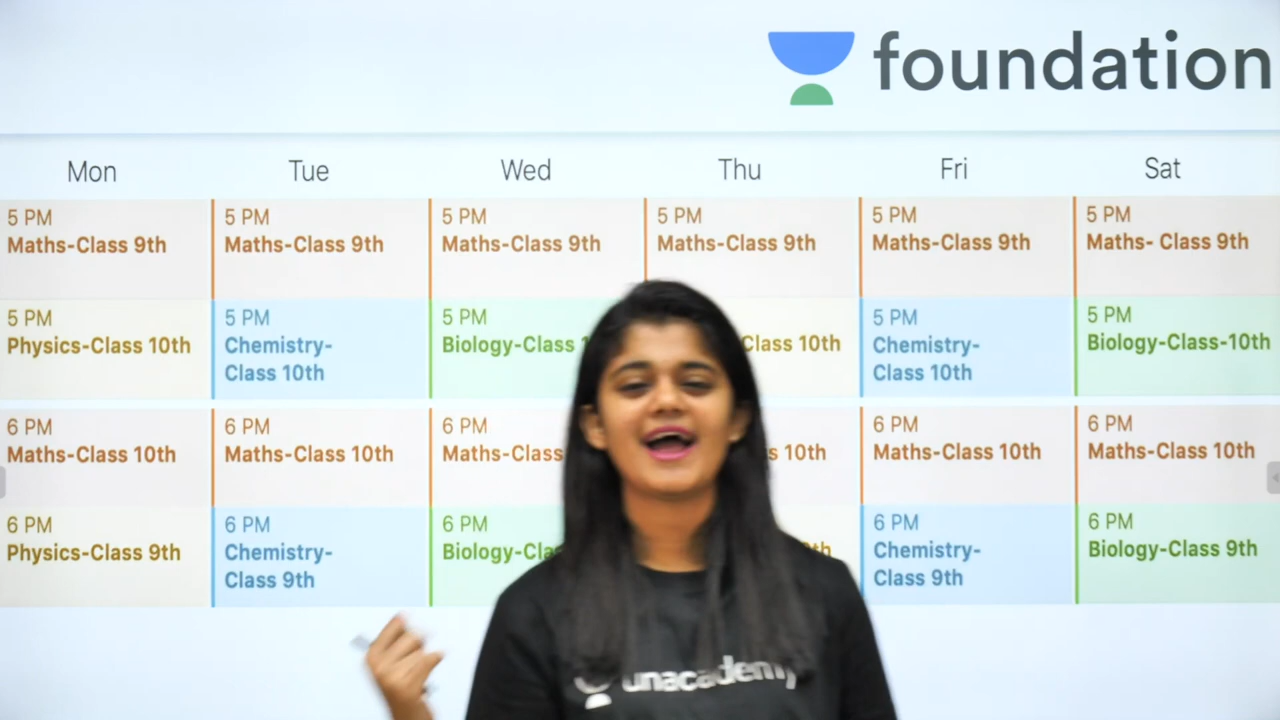 foundation
Mon Tue Wed Thu Fri Sat
5 PM 5 PM 5 PM 5 PM 5 PM 5 PM
Maths-Class 9th Maths-Class 9th Maths-Class 9th Maths-Class 9th Maths-Class 9th Maths- Class 9th
5 PM 5 PM 5 PM 5 PM 5 PM
Physics-Class 10th Chemistry- Biology-Class Class 10th Chemistry- Biology-Class-10th
Class 10th Class 10th
6 PM 6 PM 6 PM 6 PM 6 PM
Maths-Class 10th Maths-Class 10th Maths-Class 10th Maths-Class 10th Maths-Class 10th
6 PM 6 PM 6 PM 6 PM 6 PM
Physics-Class 9th Chemistry- Biology- Chemistry- Biology-Class 9th
Class 9th Class 9th
unacademy